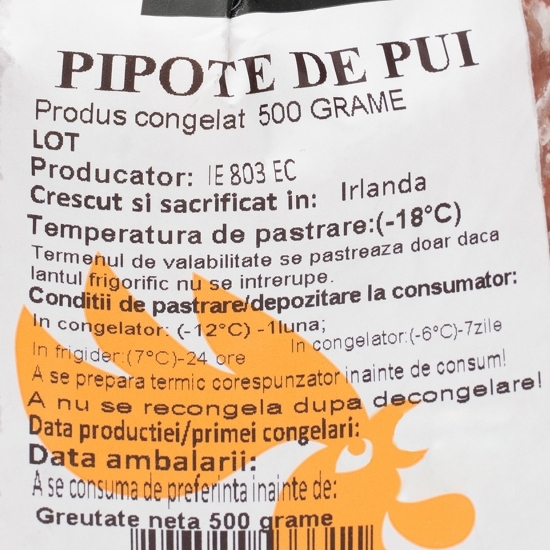 PIPOTE DE PUI
Produs congelat 500 GRAME
LOT
Producator: IE 803 EC
Crescut si sacrificat in: Irlanda
Temperatura de pastrare:(-18°C)
Termenul de valabilitate se pastreaza doar daca
lantul frigorific nu se intrerupe.
Conditii de pastrare/depozitare la consumator:
In congelator: (-12°C) -1luna;
In congelator:(-6°C)-7zile
In frigider:(7°C)-24 ore
A se prepara termic corespunzator inainte de consum!
A nu se recongela dupa decongelare!
Data productiei/primei congelari:
Data ambalarii:
A se consuma de preferinta inainte de:
Greutate neta 500 grame